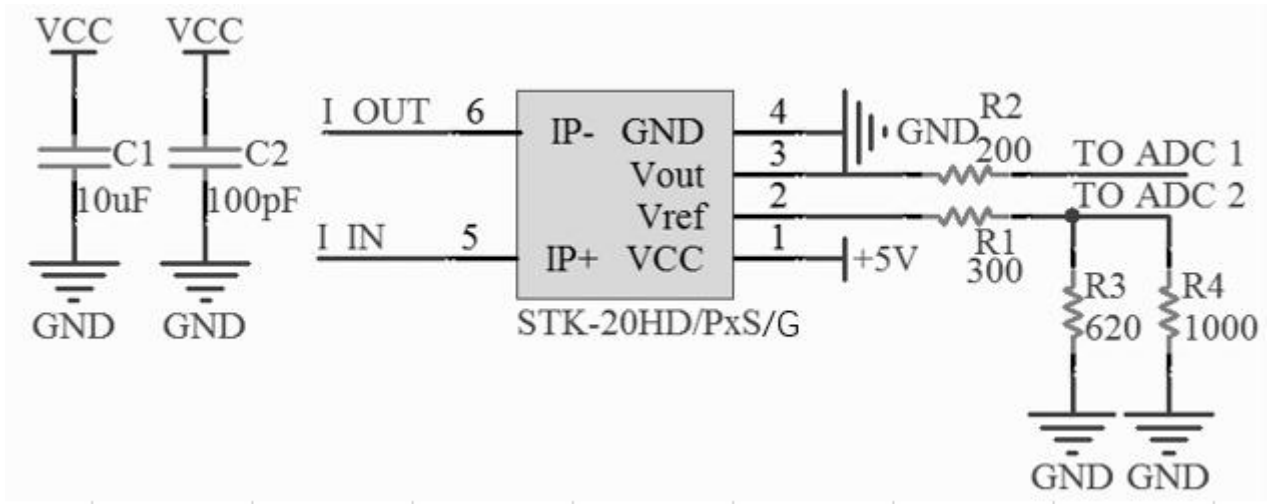 VCC VCC
C1 C2
10uF 100pF
GND GND
I OUT 6 IP- GND 4 GND R2
200
Vout 3 TO ADC 1
Vref 2 TO ADC 2
I IN 5 IP+ VCC 1 +5V R1
300
STK-20HD/PxS/G
R3 R4
620 1000
GND GND